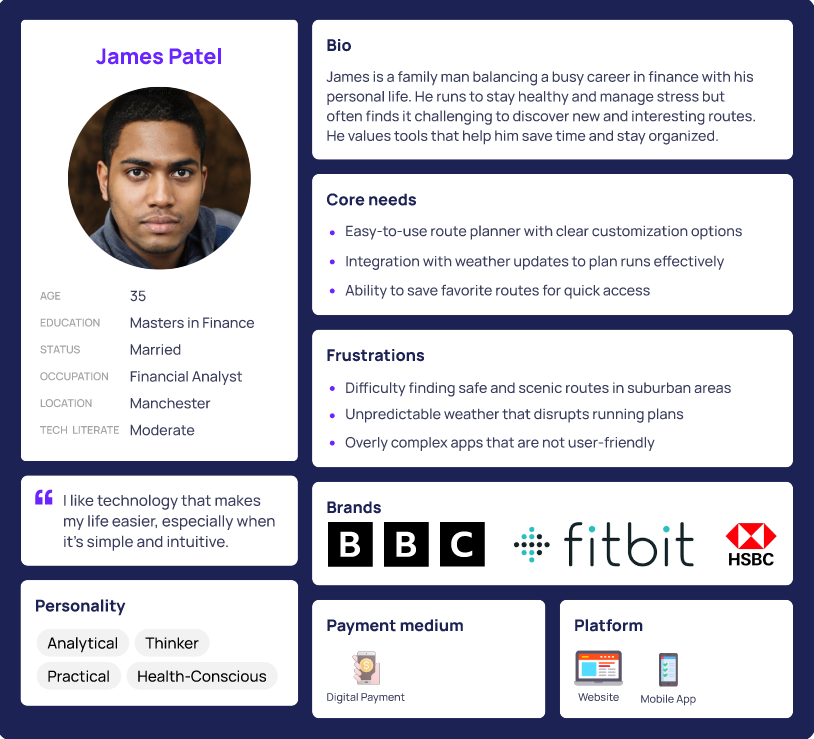 James Patel
AGE 35
EDUCATION Masters in Finance
STATUS Married
OCCUPATION Financial Analyst
LOCATION Manchester
TECH LITERATE Moderate
“ I like technology that makes
my life easier, especially when
it's simple and intuitive.
Personality
Analytical Thinker
Practical Health-Conscious
Bio
James is a family man balancing a busy career in finance with his
personal life. He runs to stay healthy and manage stress but
often finds it challenging to discover new and interesting routes.
He values tools that help him save time and stay organized.
Core needs
• Easy-to-use route planner with clear customization options
• Integration with weather updates to plan runs effectively
• Ability to save favorite routes for quick access
Frustrations
• Difficulty finding safe and scenic routes in suburban areas
• Unpredictable weather that disrupts running plans
• Overly complex apps that are not user-friendly
Brands
BBC fitbit HSBC
Payment medium
$
Digital Payment
Platform
Website Mobile App